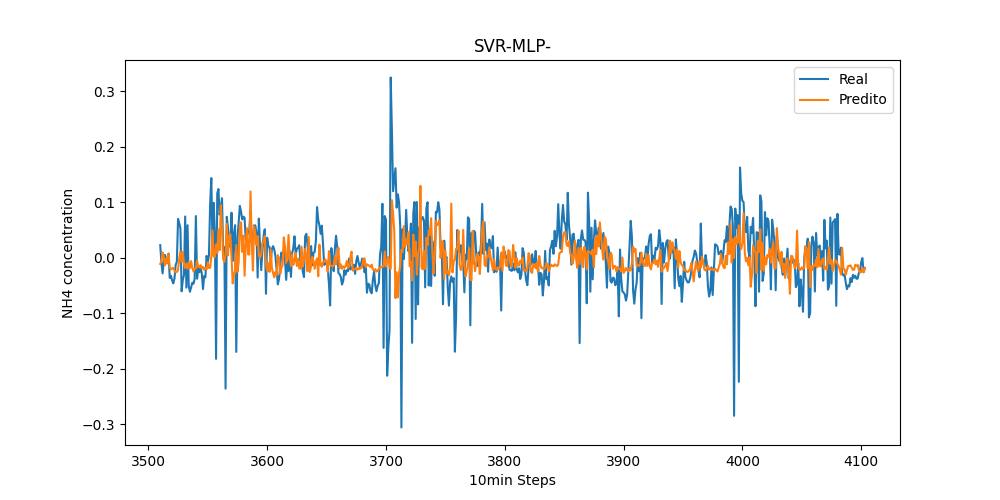 SVR-MLP-
Real
Predito
NH4 concentration
0.3
0.2
0.1
0.0
−0.1
−0.2
−0.3
3500 3600 3700 3800 3900 4000 4100
10min Steps